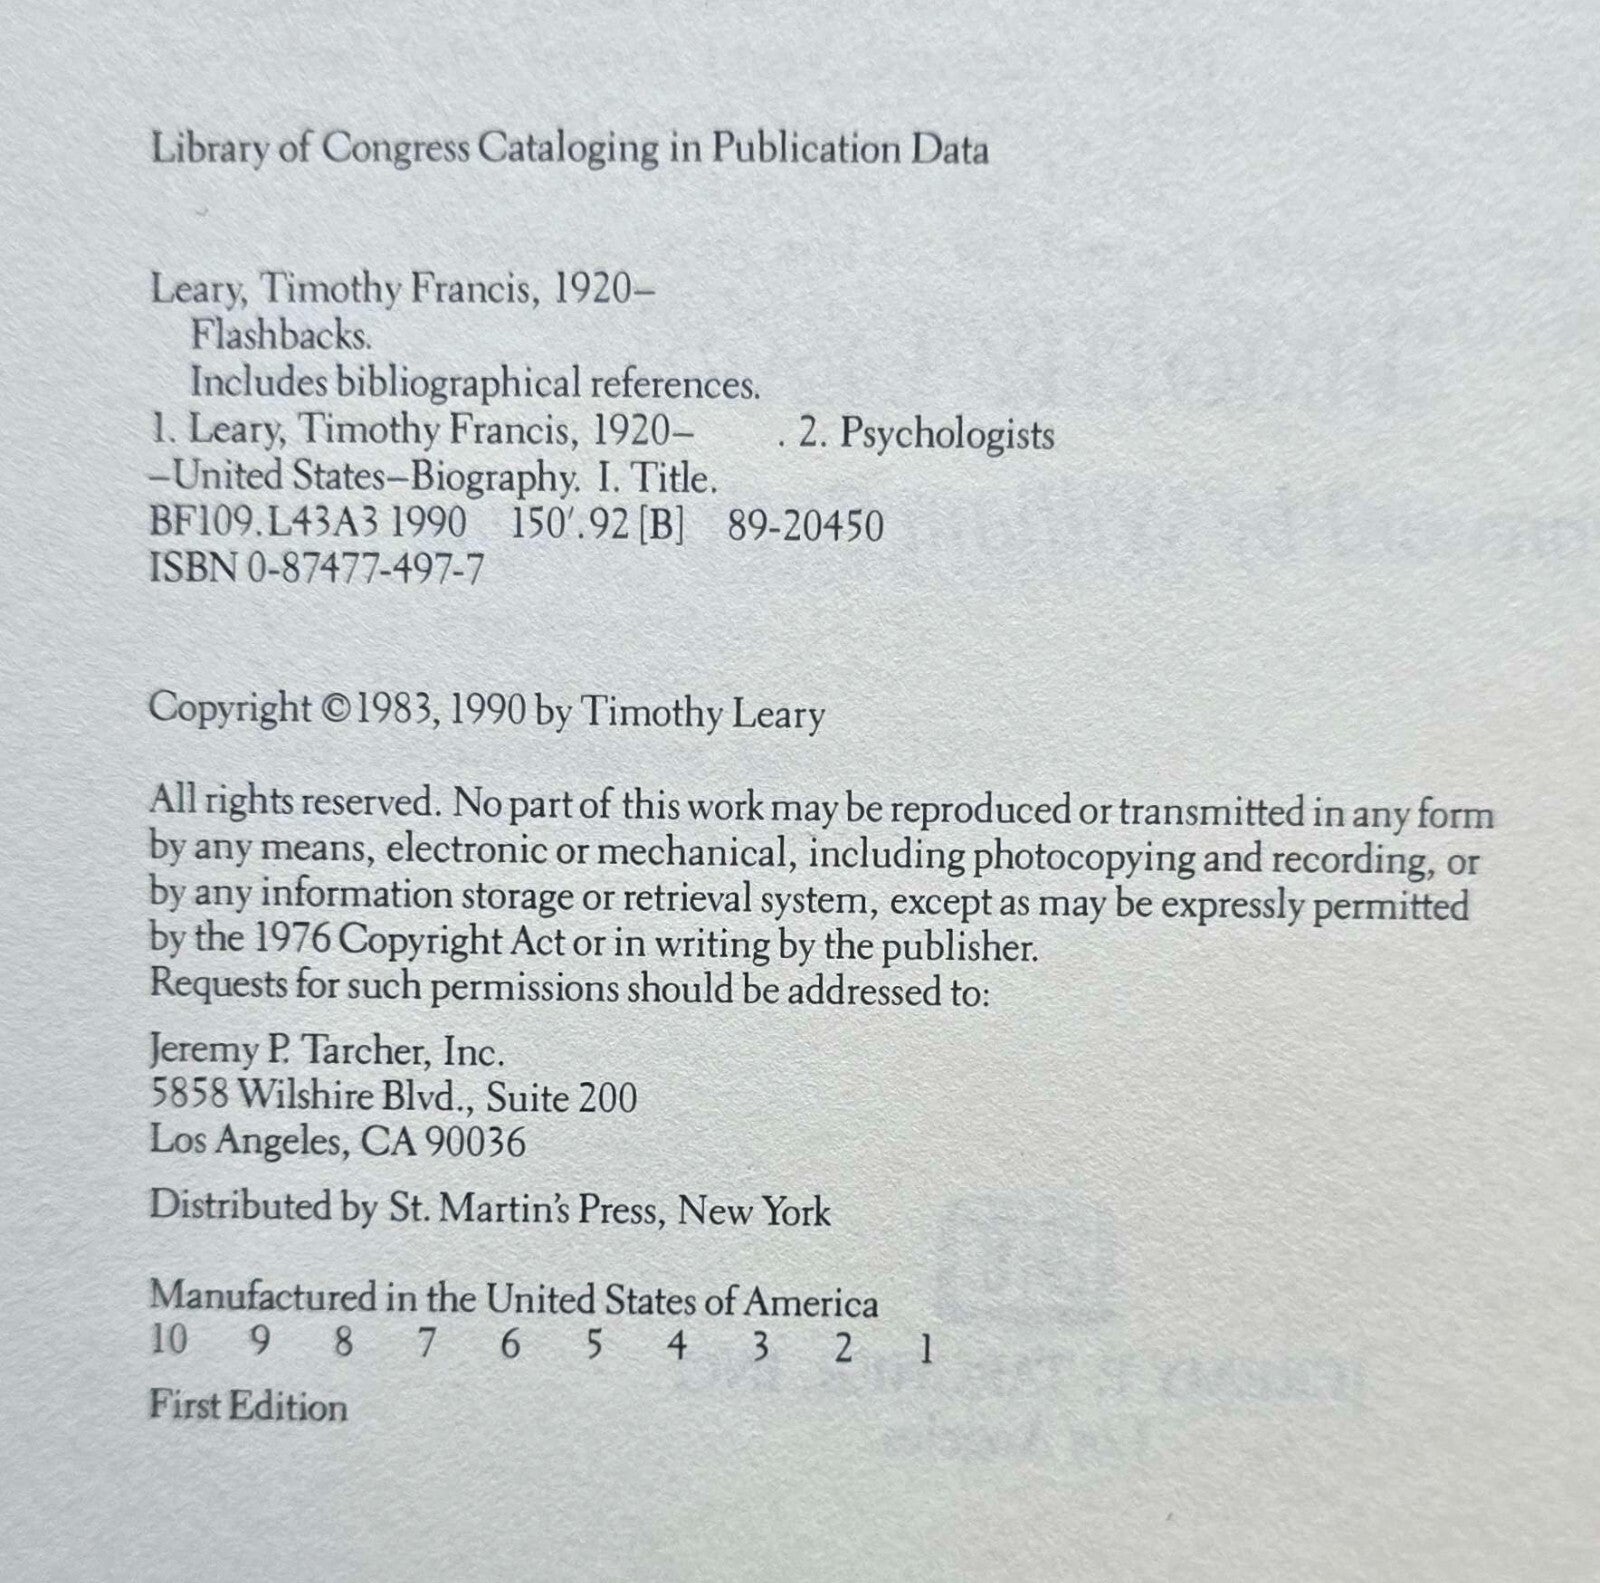 Library of Congress Cataloging in Publication Data
Leary, Timothy Francis, 1920–
Flashbacks.
Includes bibliographical references.
1. Leary, Timothy Francis, 1920– . 2. Psychologists
–United States–Biography. I. Title.
BF109.L43A3 1990 150′.92 [B] 89-20450
ISBN 0-87477-497-7
Copyright © 1983, 1990 by Timothy Leary
All rights reserved. No part of this work may be reproduced or transmitted in any form
by any means, electronic or mechanical, including photocopying and recording, or
by any information storage or retrieval system, except as may be expressly permitted
by the 1976 Copyright Act or in writing by the publisher.
Requests for such permissions should be addressed to:
Jeremy P. Tarcher, Inc.
5858 Wilshire Blvd., Suite 200
Los Angeles, CA 90036
Distributed by St. Martin's Press, New York
Manufactured in the United States of America
10 9 8 7 6 5 4 3 2 1
First Edition